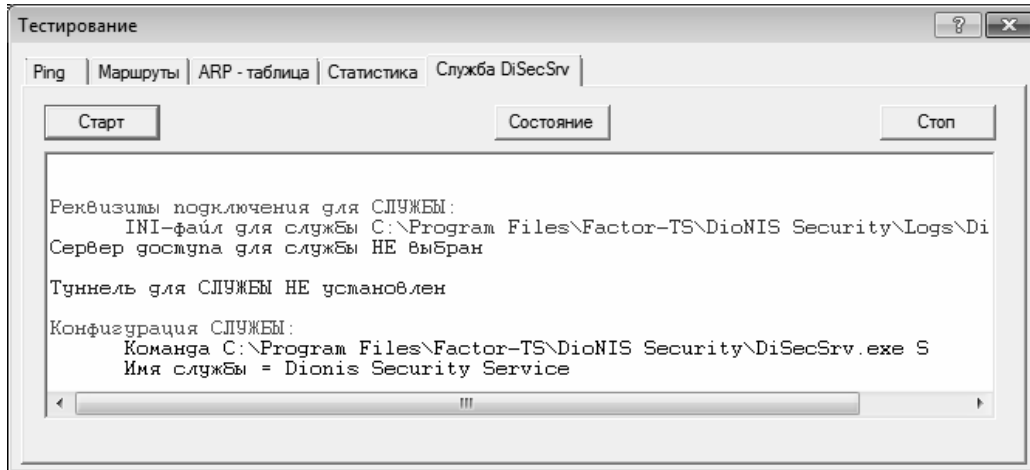 Тестирование
Ping Маршруты ARP - таблица Статистика Служба DiSecSrv
Старт Состояние Стоп
Реквизиты подключения для СЛУЖБЫ:
INI-файл для службы C:\Program Files\Factor-TS\DioNIS Security\Logs\Di
Сервер доступа для службы НЕ выбран
Туннель для СЛУЖБЫ НЕ установлен
Конфигурация СЛУЖБЫ:
Команда C:\Program Files\Factor-TS\DioNIS Security\DiSecSrv.exe S
Имя службы = Dionis Security Service